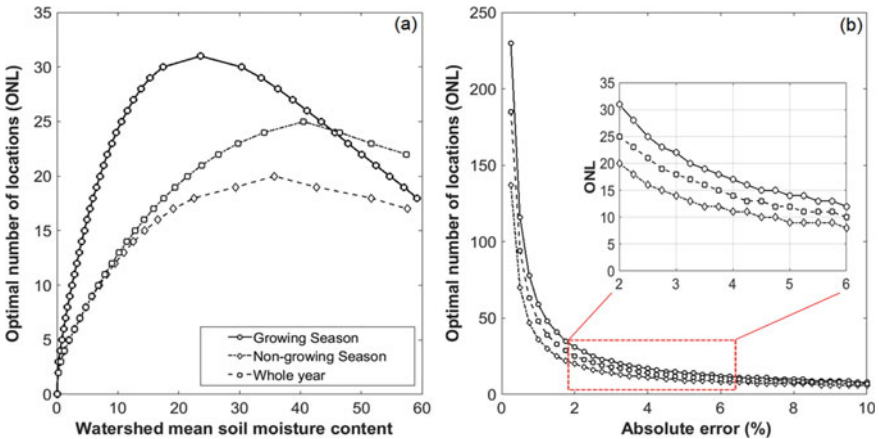 (a)
Optimal number of locations (ONL)
35
30
25
20
15
10
5
0
0 10 20 30 40 50 60
Watershed mean soil moisture content
Growing Season
Non-growing Season
Whole year
(b)
Optimal number of locations (ONL)
250
200
150
100
50
0
2 4 6 8 10
Absolute error (%)
ONL
35
30
25
20
15
10
5
0
2 3 4 5 6